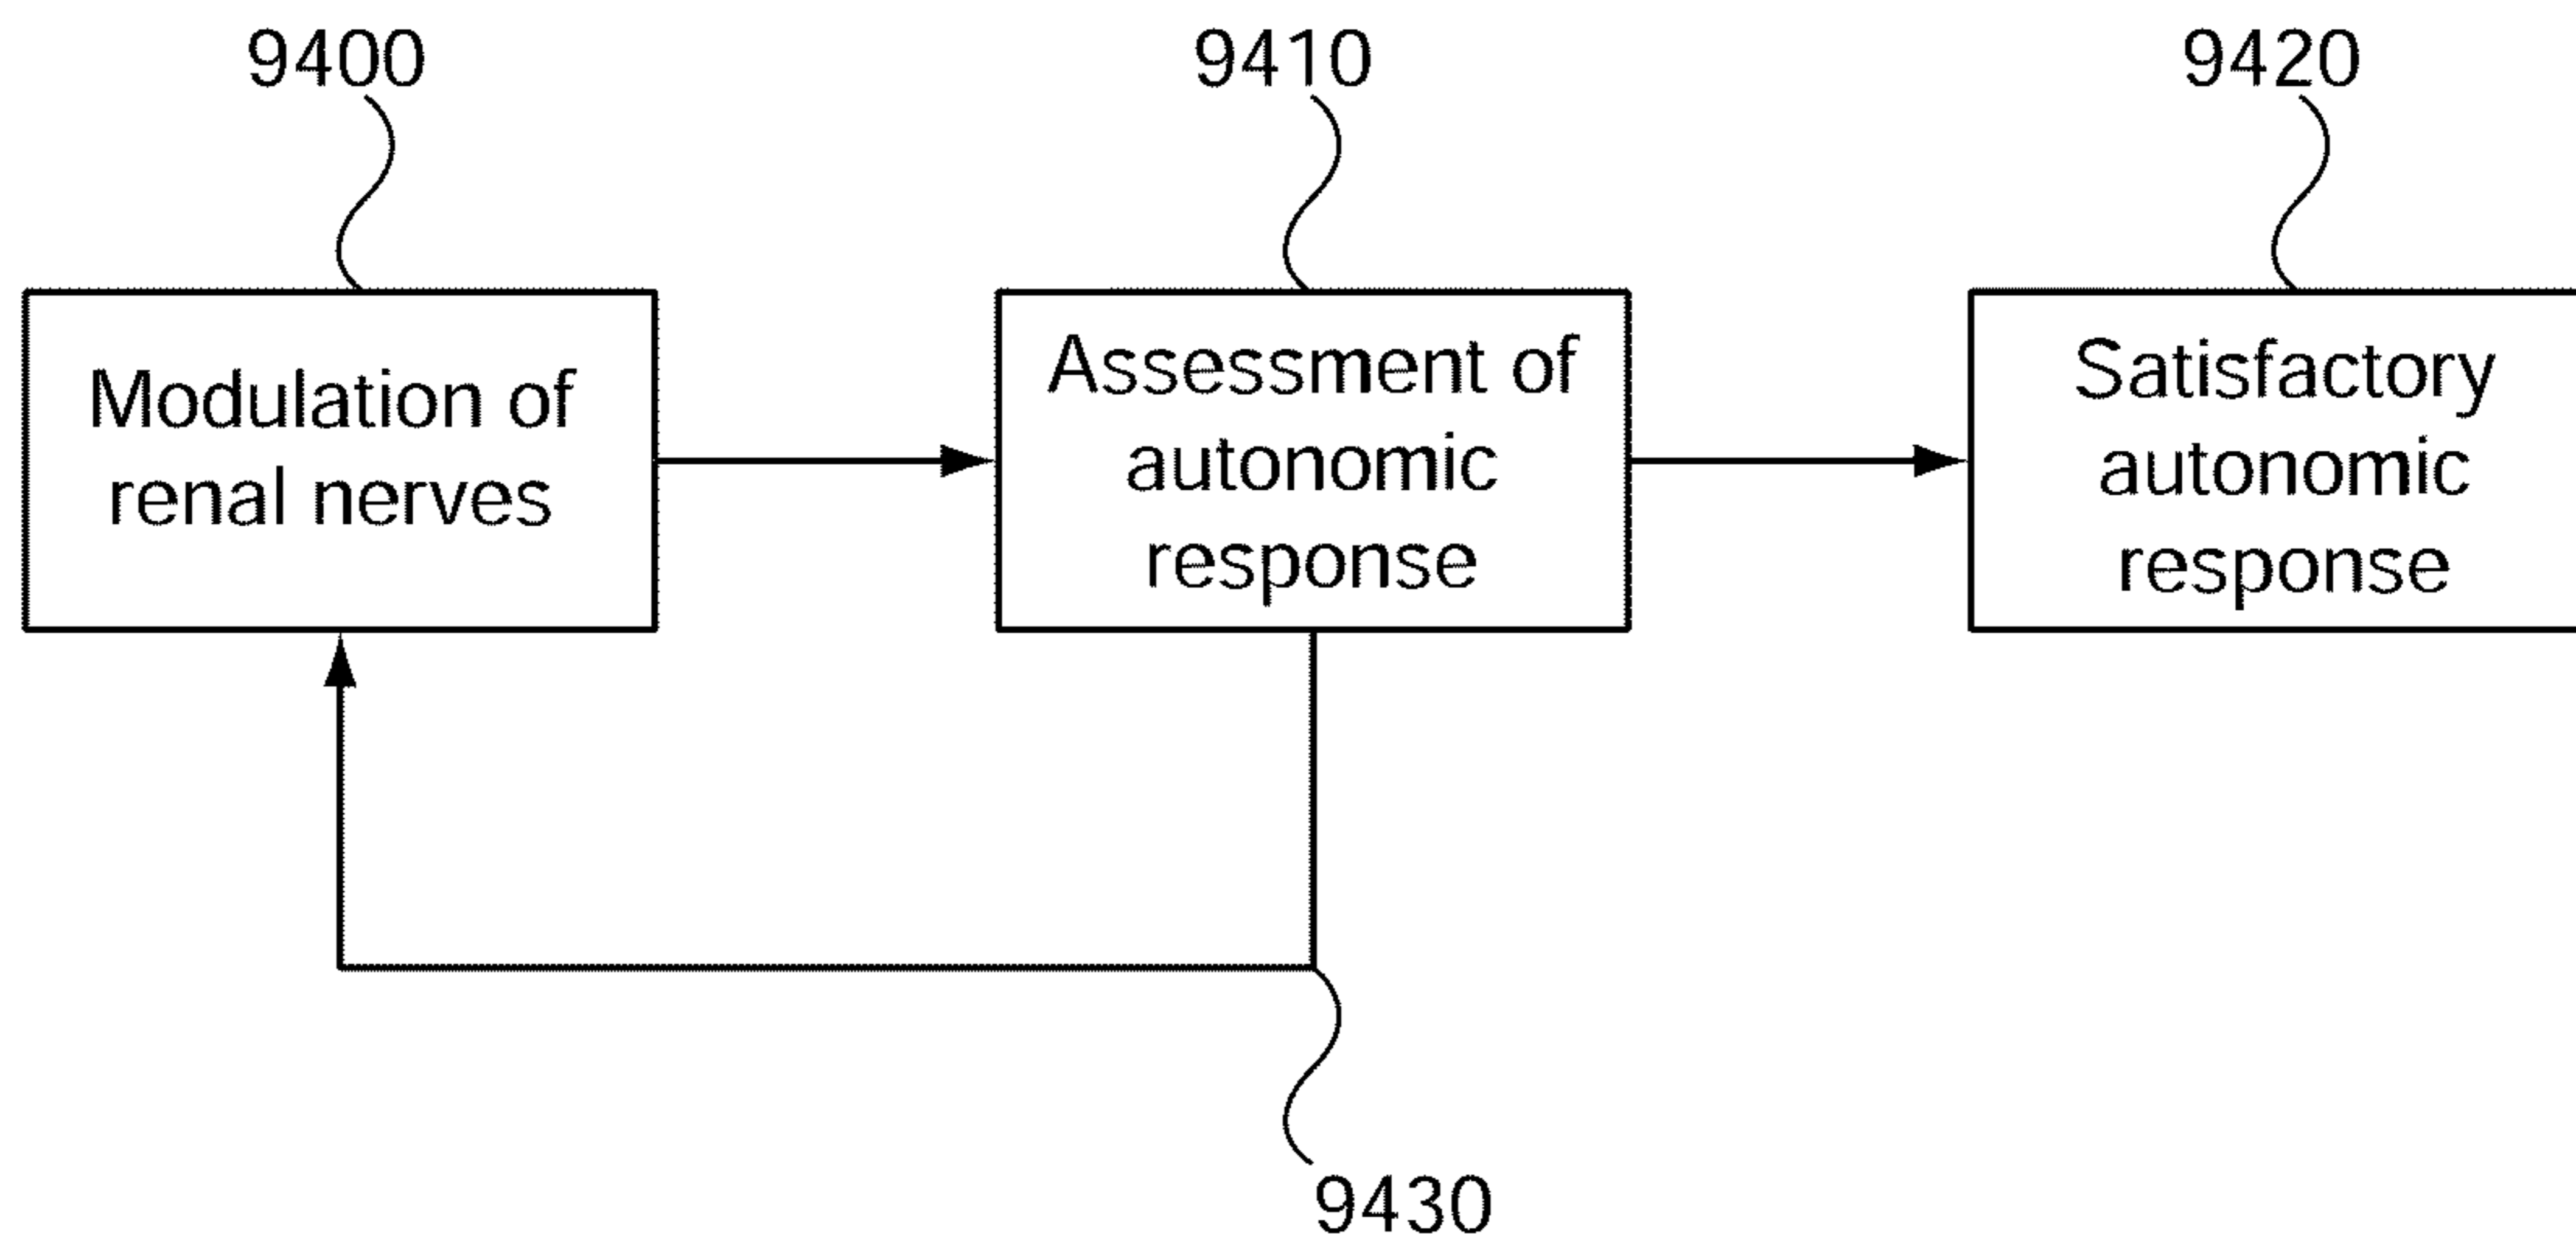 9400
9410
9420
Modulation of
renal nerves
Assessment of
autonomic
response
Satisfactory
autonomic
response
9430